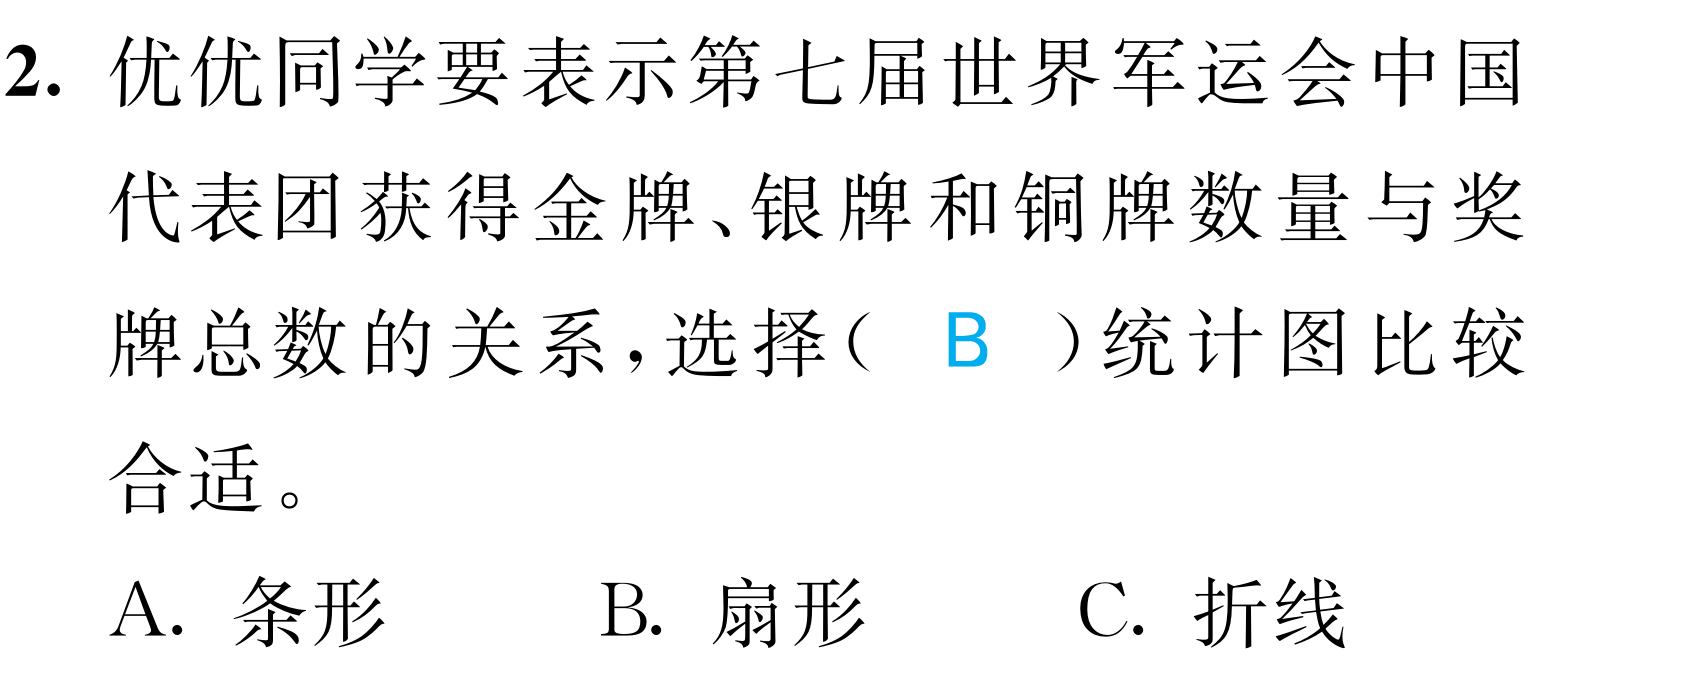 2. 优优同学要表示第七届世界军运会中国
代表团获得金牌、银牌和铜牌数量与奖
牌总数的关系,选择( B )统计图比较
合适。
A. 条形 B. 扇形 C. 折线